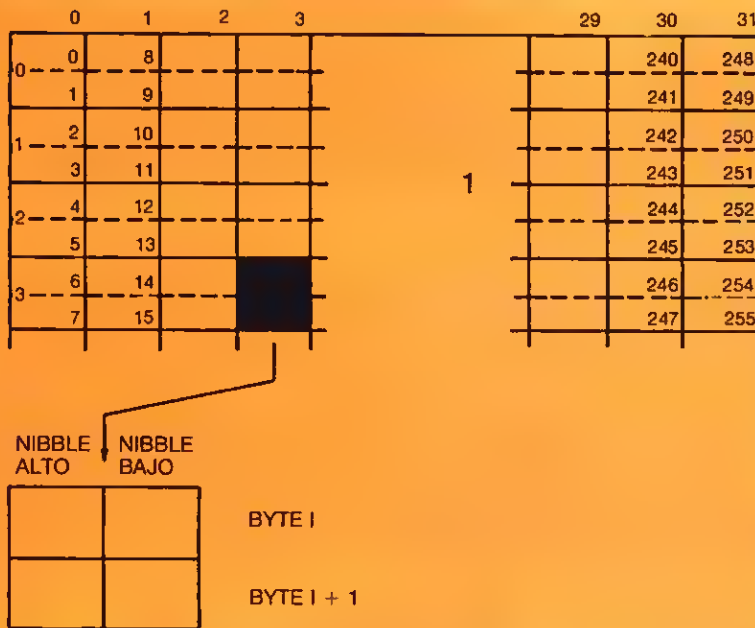 0 1 2 3 29 30 31
0 0 8 240 248
1 9 241 249
1 2 10 242 250
3 11 1 243 251
2 4 12 244 252
5 13 245 253
3 6 14 246 254
7 15 247 255
NIBBLE NIBBLE
ALTO BAJO
BYTE I
BYTE I + 1